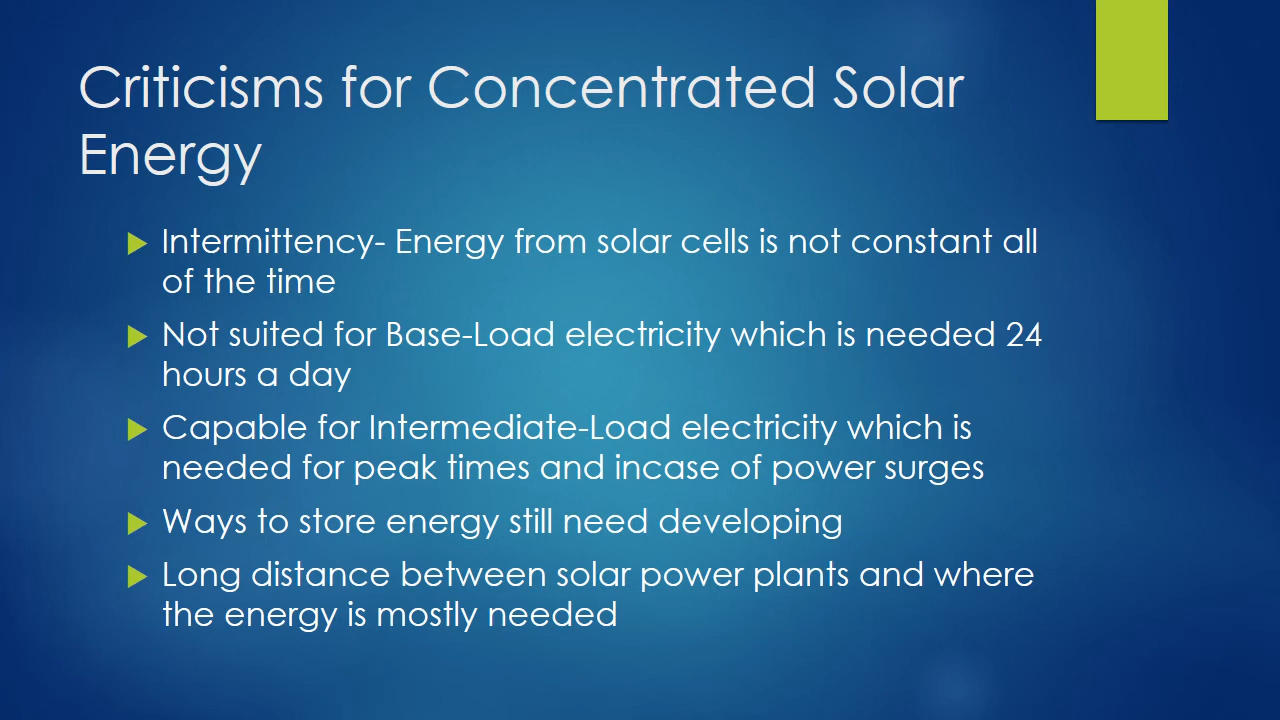 Criticisms for Concentrated Solar
Energy
Intermittency- Energy from solar cells is not constant all
of the time
Not suited for Base-Load electricity which is needed 24
hours a day
Capable for Intermediate-Load electricity which is
needed for peak times and incase of power surges
Ways to store energy still need developing
Long distance between solar power plants and where
the energy is mostly needed